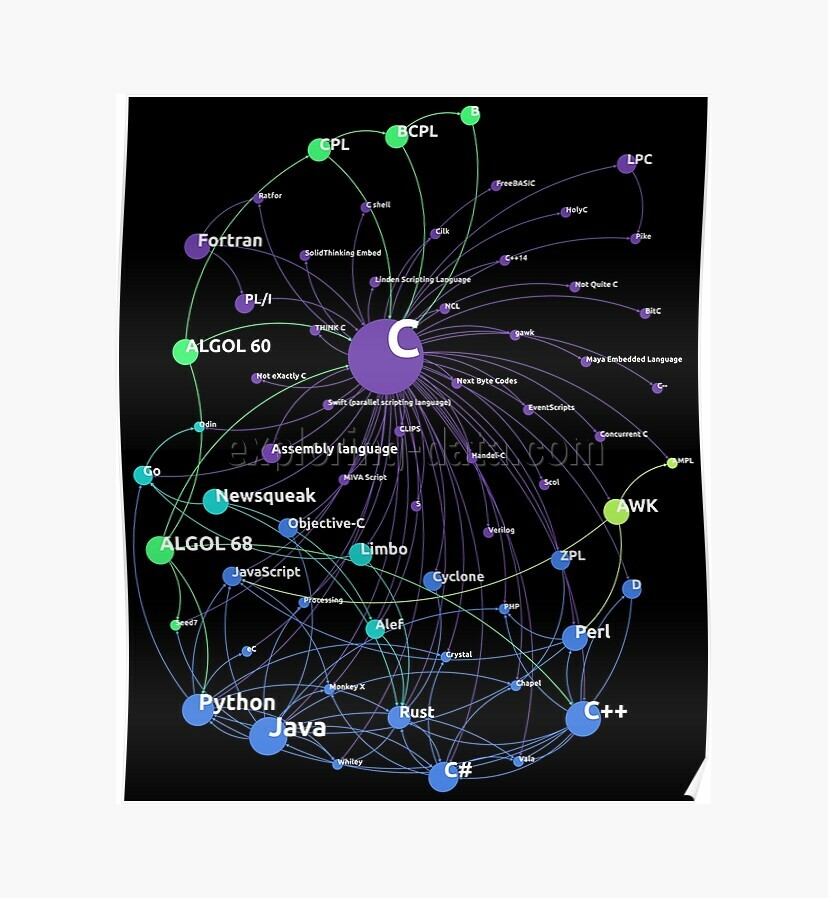 B
BCPL
CPL
LPC
FreeBASIC
Ratfor
C shell
HolyC
Cilk
Pike
Fortran
SolidThinking Embed
C++14
Linden Scripting Language
Not Quite C
PL/I
NCL
BitC
THINK C
gawk
C
ALGOL 60
Maya Embedded Language
Not eXactly C
Next Byte Codes
C--
Swift (parallel scripting language)
EventScripts
Odin
CLIPS
Concurrent C
Assembly language
exploring-data.com
Handel-C
AMPL
Go
MIVA Script
Scol
Newsqueak
S
AWK
Objective-C
Verilog
ALGOL 68
Limbo
ZPL
JavaScript
Cyclone
D
Processing
PHP
Seed7
Alef
Perl
eC
Crystal
Monkey X
Chapel
Python
Rust
C++
Java
Whiley
Vala
C#